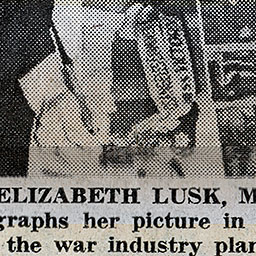 ELIZABETH LUSK, M
graphs her picture in
the war industry plan